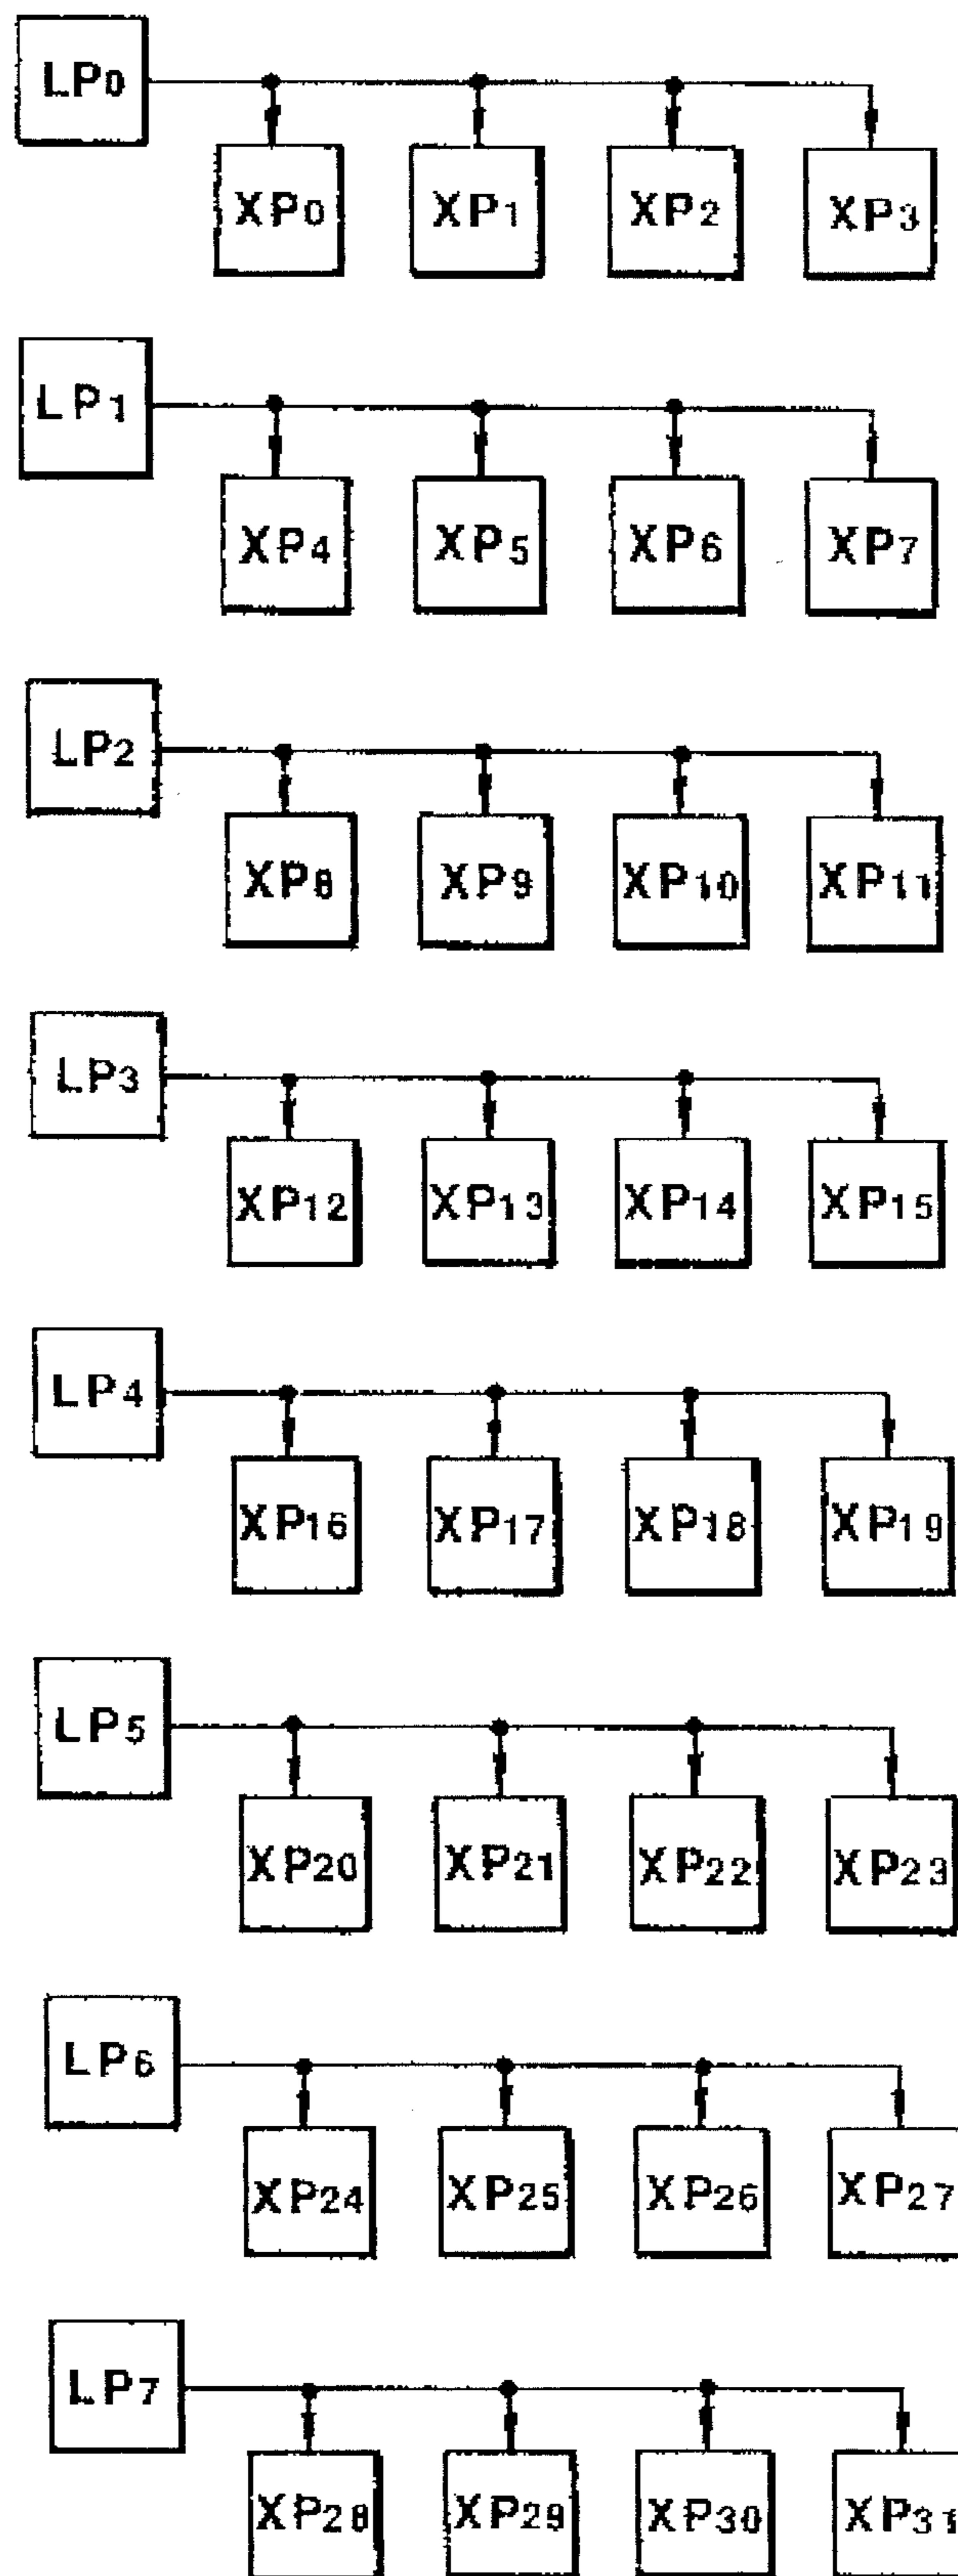 LP0
XP0 XP1 XP2 XP3
LP1
XP4 XP5 XP6 XP7
LP2
XP8 XP9 XP10 XP11
LP3
XP12 XP13 XP14 XP15
LP4
XP16 XP17 XP18 XP19
LP5
XP20 XP21 XP22 XP23
LP6
XP24 XP25 XP26 XP27
LP7
XP28 XP29 XP30 XP31